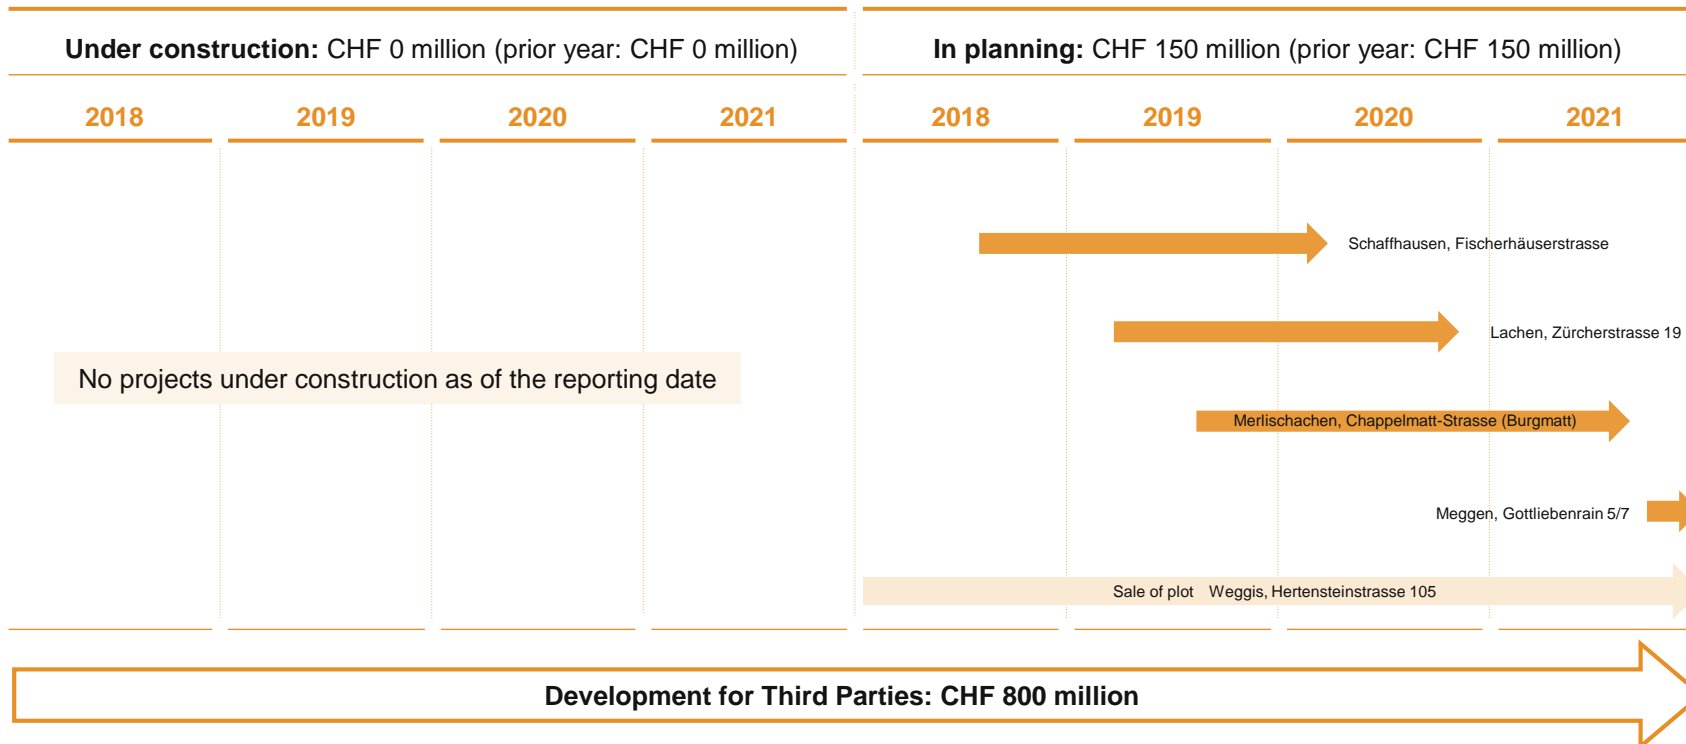 Under construction: CHF 0 million (prior year: CHF 0 million)
2018 2019 2020 2021
No projects under construction as of the reporting date
In planning: CHF 150 million (prior year: CHF 150 million)
2018 2019 2020 2021
Schaffhausen, Fischerhäuserstrasse
Lachen, Zürcherstrasse 19
Merlischachen, Chappelmatt-Strasse (Burgmatt)
Meggen, Gottliebenrain 5/7
Sale of plot Weggis, Hertensteinstrasse 105
Development for Third Parties: CHF 800 million